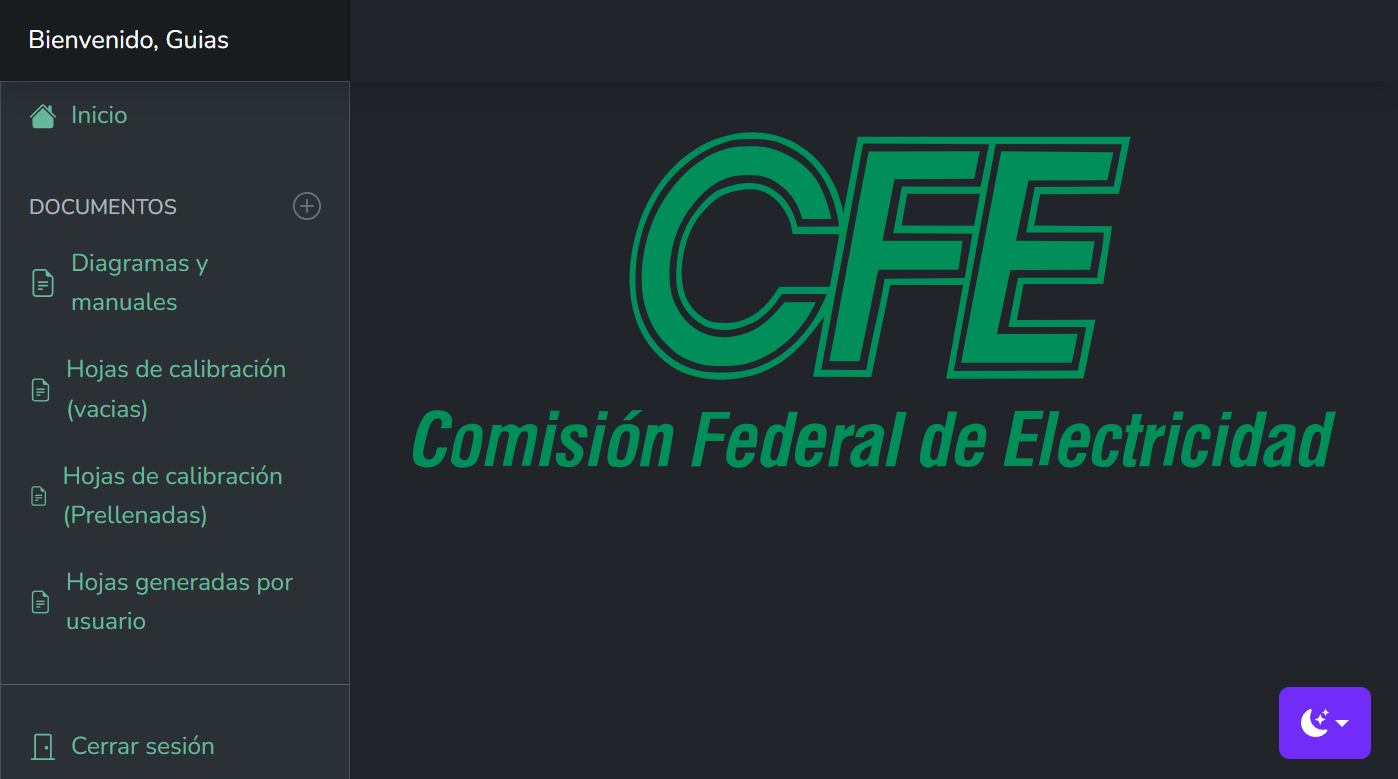 Bienvenido, Guias
Inicio
DOCUMENTOS
Diagramas y
manuales
Hojas de calibración
(vacias)
Hojas de calibración
(Prellenadas)
Hojas generadas por
usuario
Cerrar sesión
CFE
Comisión Federal de Electricidad